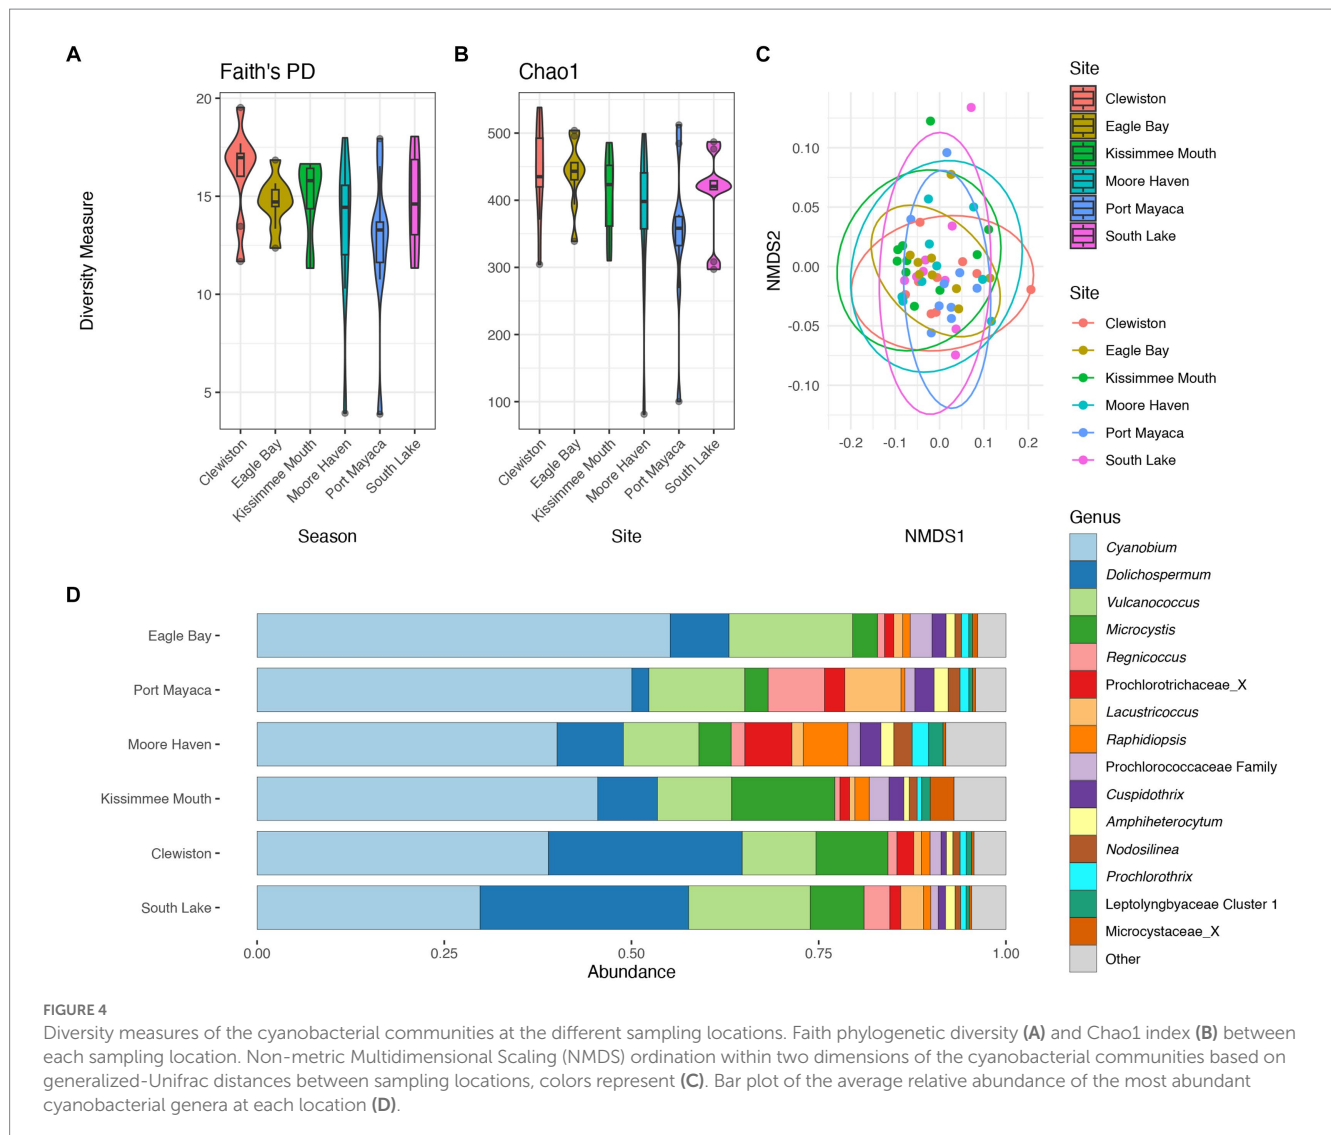 A
B
C
Faith's PD
Chao1
Diversity Measure
20
15
10
5
Clewiston
Eagle Bay
Kissimmee Mouth
Moore Haven
Port Mayaca
South Lake
Season
500
400
300
200
100
Clewiston
Eagle Bay
Kissimmee Mouth
Moore Haven
Port Mayaca
South Lake
Site
NMDS2
0.10
0.05
0.00
-0.05
-0.10
-0.2
-0.1
0.0
0.1
0.2
NMDS1
Site
Clewiston
Eagle Bay
Kissimmee Mouth
Moore Haven
Port Mayaca
South Lake
Site
Clewiston
Eagle Bay
Kissimmee Mouth
Moore Haven
Port Mayaca
South Lake
D
Eagle Bay
Port Mayaca
Moore Haven
Kissimmee Mouth
Clewiston
South Lake
0.00
0.25
0.50
0.75
1.00
Abundance
Genus
Cyanobium
Dolichospermum
Vulcanococcus
Microcystis
Regnicoccus
Prochlorotrichaceae_X
Lacustricoccus
Raphidiopsis
Prochlorococcaceae Family
Cuspidothrix
Amphiheterocytum
Nodosilinea
Prochlorothrix
Leptolyngbyaceae Cluster 1
Microcystaceae_X
Other
FIGURE 4
Diversity measures of the cyanobacterial communities at the different sampling locations. Faith phylogenetic diversity (A) and Chao1 index (B) between
each sampling location. Non-metric Multidimensional Scaling (NMDS) ordination within two dimensions of the cyanobacterial communities based on
generalized-Unifrac distances between sampling locations, colors represent (C). Bar plot of the average relative abundance of the most abundant
cyanobacterial genera at each location (D).